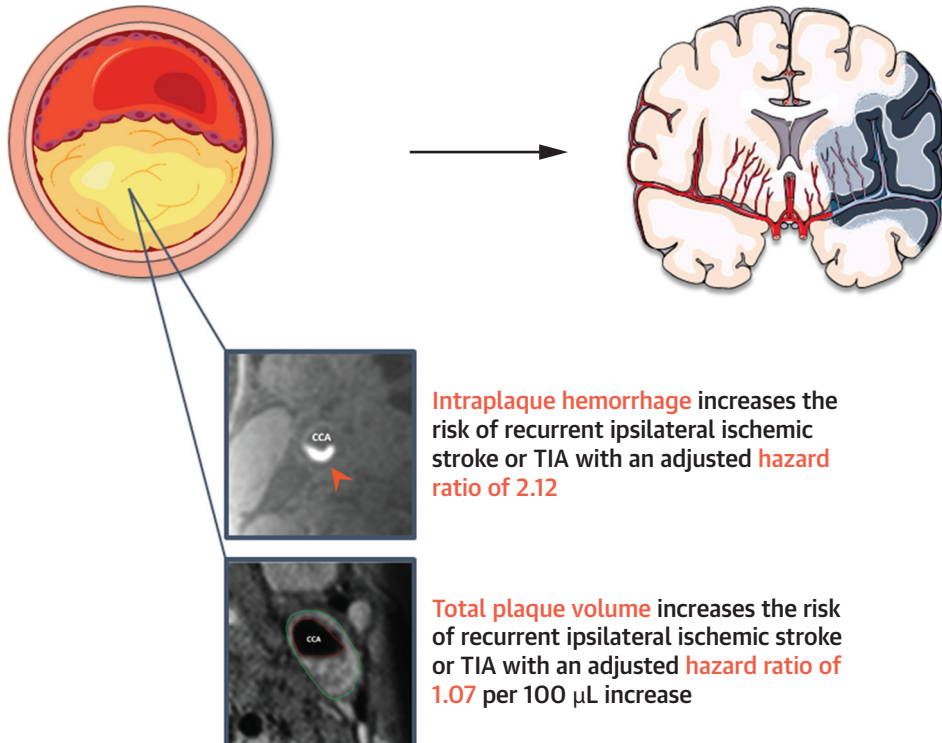 CCA
Intraplaque hemorrhage increases the
risk of recurrent ipsilateral ischemic
stroke or TIA with an adjusted hazard
ratio of 2.12
CCA
Total plaque volume increases the risk
of recurrent ipsilateral ischemic stroke
or TIA with an adjusted hazard ratio of
1.07 per 100 μL increase